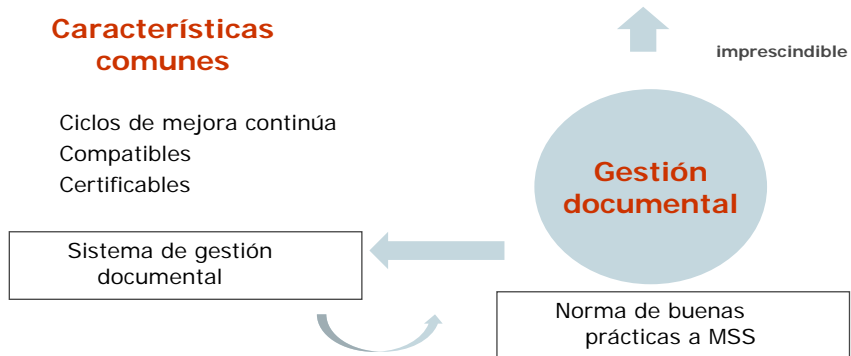 Características
comunes
imprescindible
Ciclos de mejora continúa
Compatibles
Certificables
Gestión
documental
Sistema de gestión
documental
Norma de buenas
prácticas a MSS